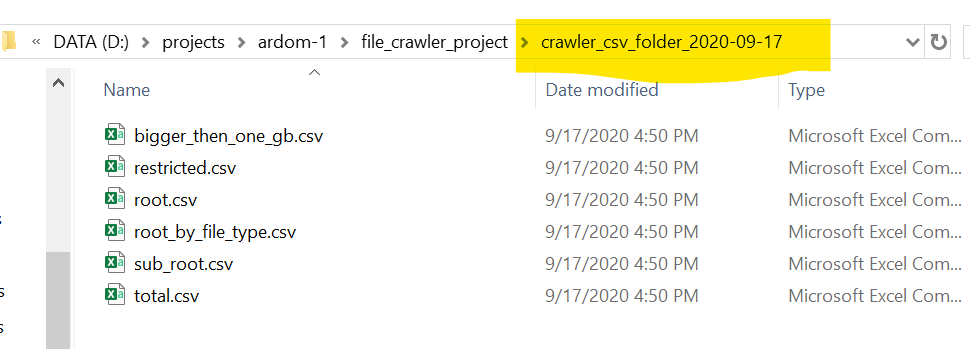 « DATA (D:) > projects > ardom-1 > file_crawler_project > crawler_csv_folder_2020-09-17
Name Date modified Type
bigger_then_one_gb.csv 9/17/2020 4:50 PM Microsoft Excel Com...
restricted.csv 9/17/2020 4:50 PM Microsoft Excel Com...
root.csv 9/17/2020 4:50 PM Microsoft Excel Com...
root_by_file_type.csv 9/17/2020 4:50 PM Microsoft Excel Com...
sub_root.csv 9/17/2020 4:50 PM Microsoft Excel Com...
total.csv 9/17/2020 4:50 PM Microsoft Excel Com...